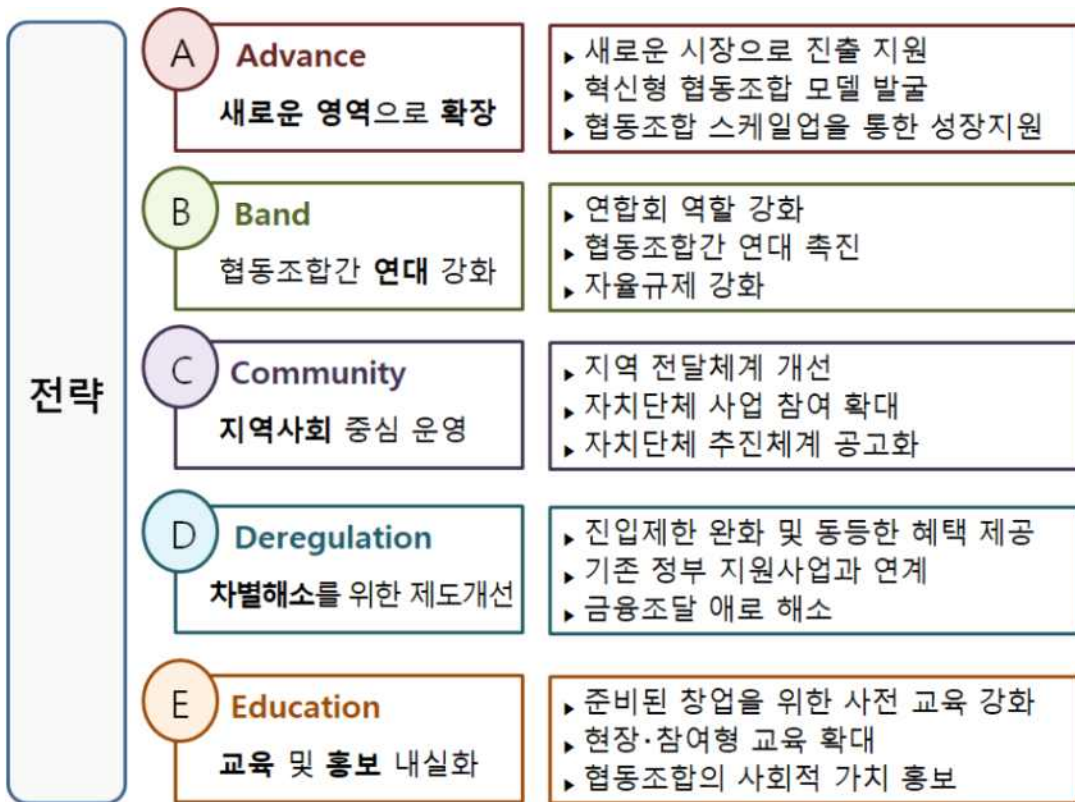 전략
A
Advance
새로운 영역으로 확장
▸ 새로운 시장으로 진출 지원
▸ 혁신형 협동조합 모델 발굴
▸ 협동조합 스케일업을 통한 성장지원
B
Band
협동조합간 연대 강화
▸ 연합회 역할 강화
▸ 협동조합간 연대 촉진
▸ 자율규제 강화
C
Community
지역사회 중심 운영
▸ 지역 전달체계 개선
▸ 자치단체 사업 참여 확대
▸ 자치단체 추진체계 공고화
D
Deregulation
차별해소를 위한 제도개선
▸ 진입제한 완화 및 동등한 혜택 제공
▸ 기존 정부 지원사업과 연계
▸ 금융조달 애로 해소
E
Education
교육 및 홍보 내실화
▸ 준비된 창업을 위한 사전 교육 강화
▸ 현장·참여형 교육 확대
▸ 협동조합의 사회적 가치 홍보